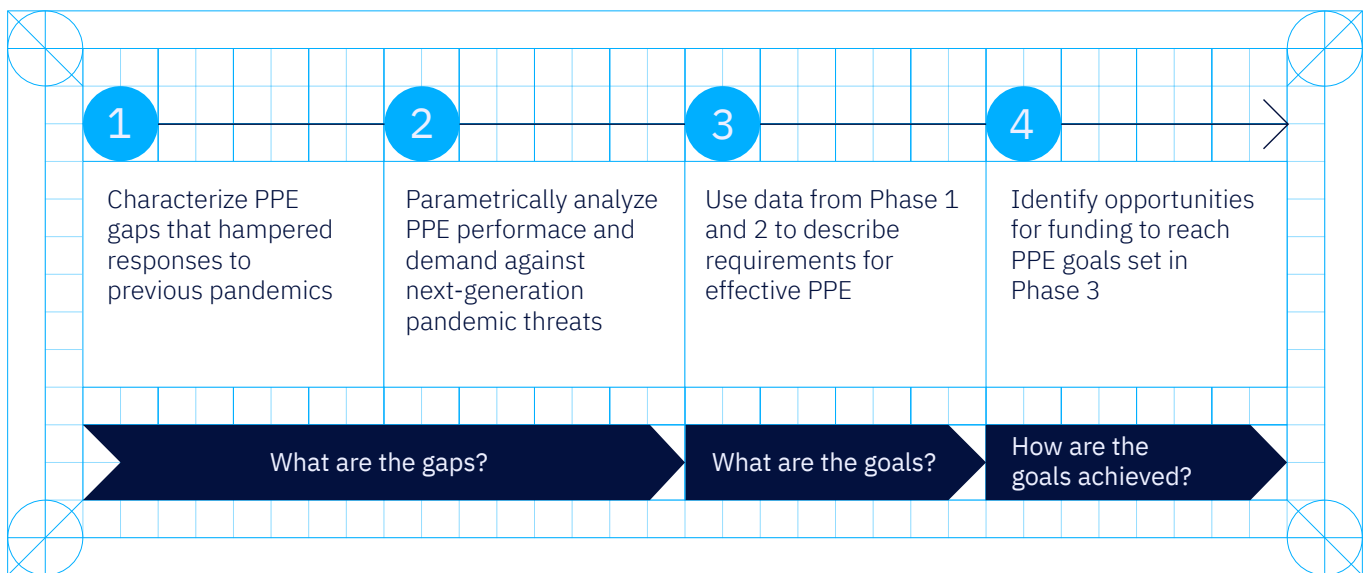 1
Characterize PPE
gaps that hampered
responses to
previous pandemics
2
Parametrically analyze
PPE performace and
demand against
next-generation
pandemic threats
3
Use data from Phase 1
and 2 to describe
requirements for
effective PPE
4
Identify opportunities
for funding to reach
PPE goals set in
Phase 3
What are the gaps?
What are the goals?
How are the
goals achieved?